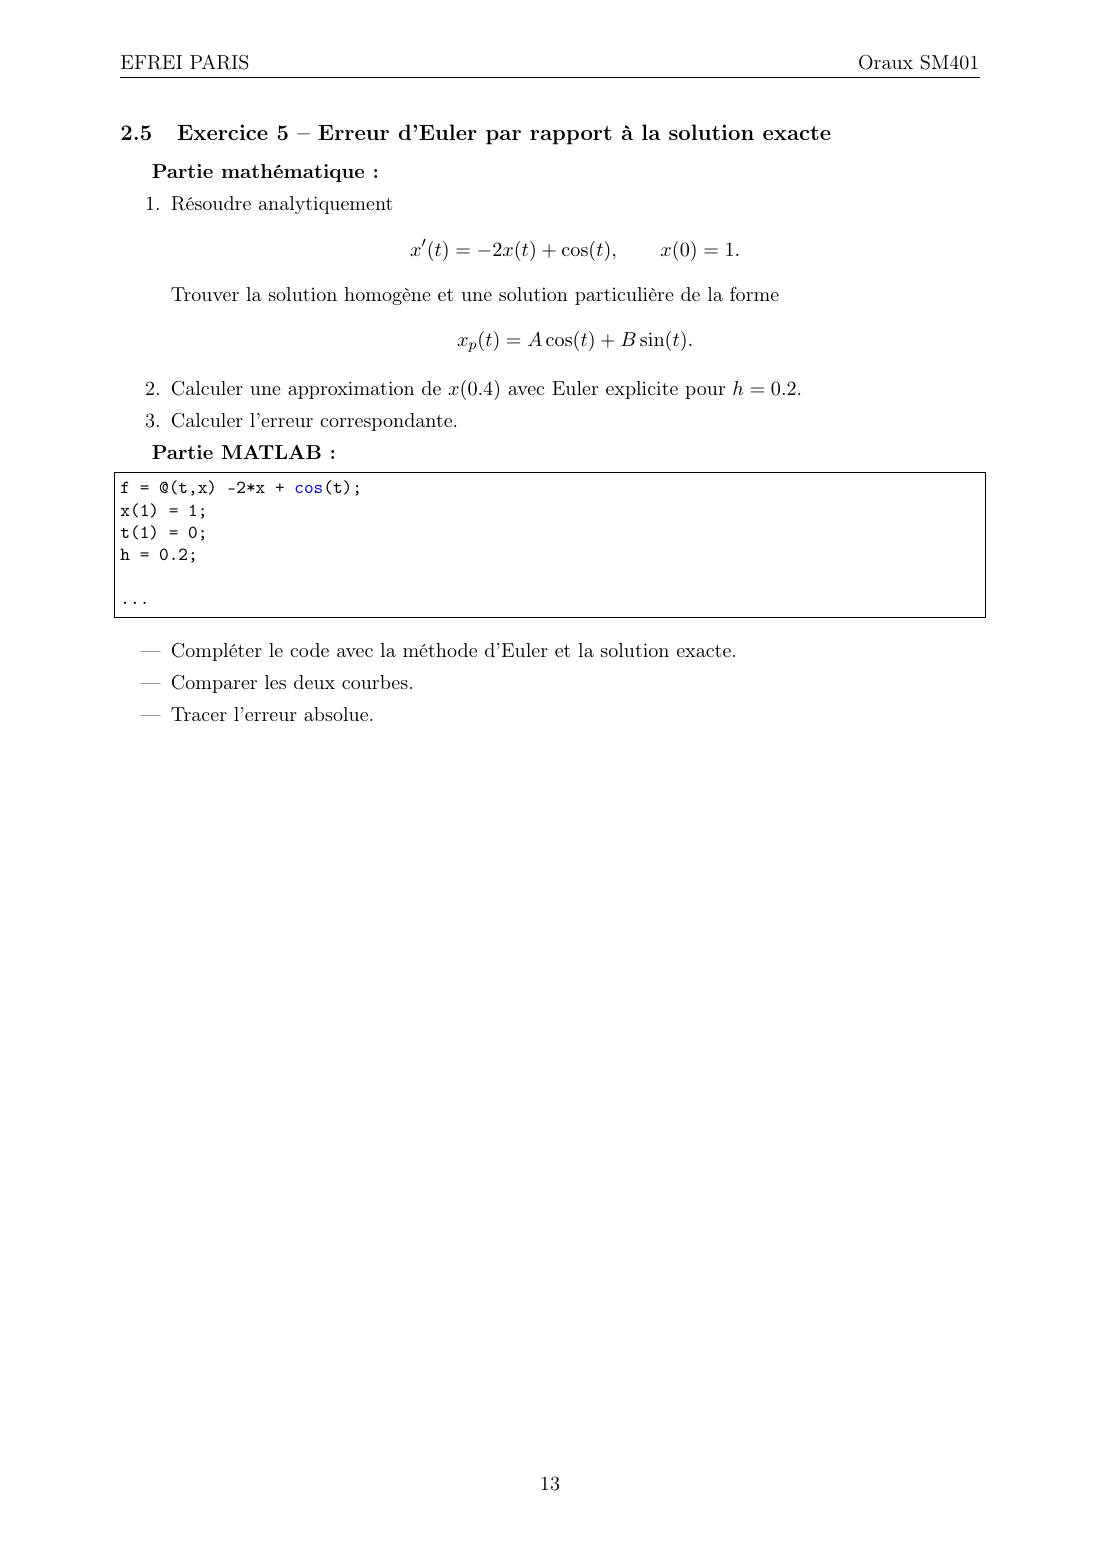 EFREI PARIS Oraux SM401
2.5 Exercice 5 – Erreur d'Euler par rapport à la solution exacte
Partie mathématique :
1. Résoudre analytiquement
x′(t) = −2x(t) + cos(t), x(0) = 1.
Trouver la solution homogène et une solution particulière de la forme
xₚ(t) = A cos(t) + B sin(t).
2. Calculer une approximation de x(0.4) avec Euler explicite pour h = 0.2.
3. Calculer l'erreur correspondante.
Partie MATLAB :
f = @(t,x) -2*x + cos(t);
x(1) = 1;
t(1) = 0;
h = 0.2;
...
— Compléter le code avec la méthode d'Euler et la solution exacte.
— Comparer les deux courbes.
— Tracer l'erreur absolue.
13